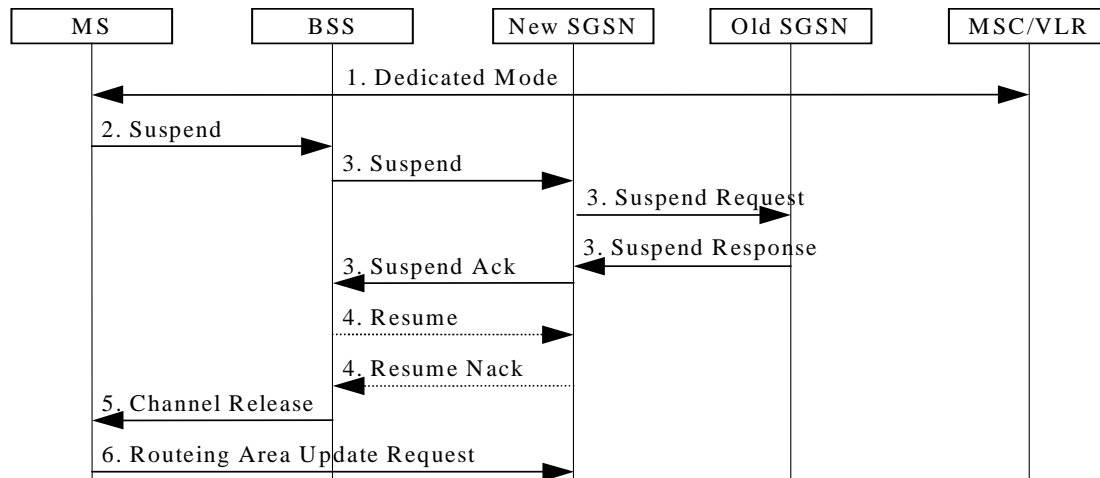 MS
BSS
New SGSN
Old SGSN
MSC/VLR
1. Dedicated Mode
2. Suspend
3. Suspend
3. Suspend Request
3. Suspend Response
3. Suspend Ack
4. Resume
4. Resume Nack
5. Channel Release
6. Routeing Area Update Request